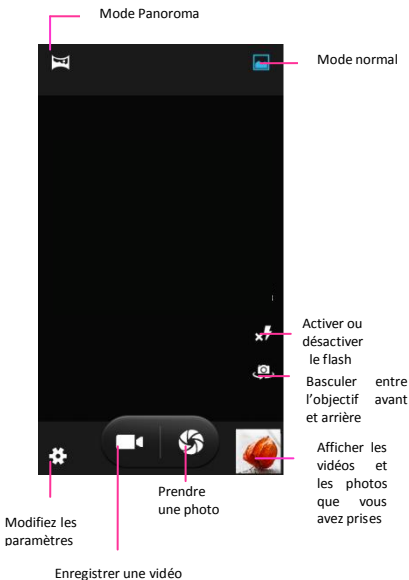 Mode Panoroma
Mode normal
Activer ou
désactiver
le flash
Basculer entre
l'objectif avant
et arrière
Afficher les
vidéos et
les photos
que vous
avez prises
Prendre
une photo
Modifiez les
paramètres
Enregistrer une vidéo